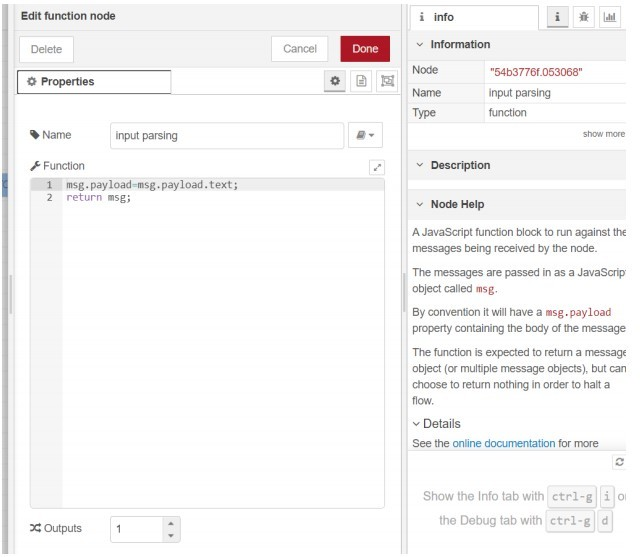 Edit function node
Delete
Cancel
Done
Properties
Name
input parsing
Function
1 msg.payload=msg.payload.text;
2 return msg;
Outputs
1
i info
i
Information
Node "54b3776f.053068"
Name input parsing
Type function
show more
Description
Node Help
A JavaScript function block to run against the
messages being received by the node.
The messages are passed in as a JavaScrip
object called msg.
By convention it will have a msg.payload
property containing the body of the message
The function is expected to return a message
object (or multiple message objects), but can
choose to return nothing in order to halt a
flow.
Details
See the online documentation for more
Show the Info tab with ctrl-g i o
the Debug tab with ctrl-g d